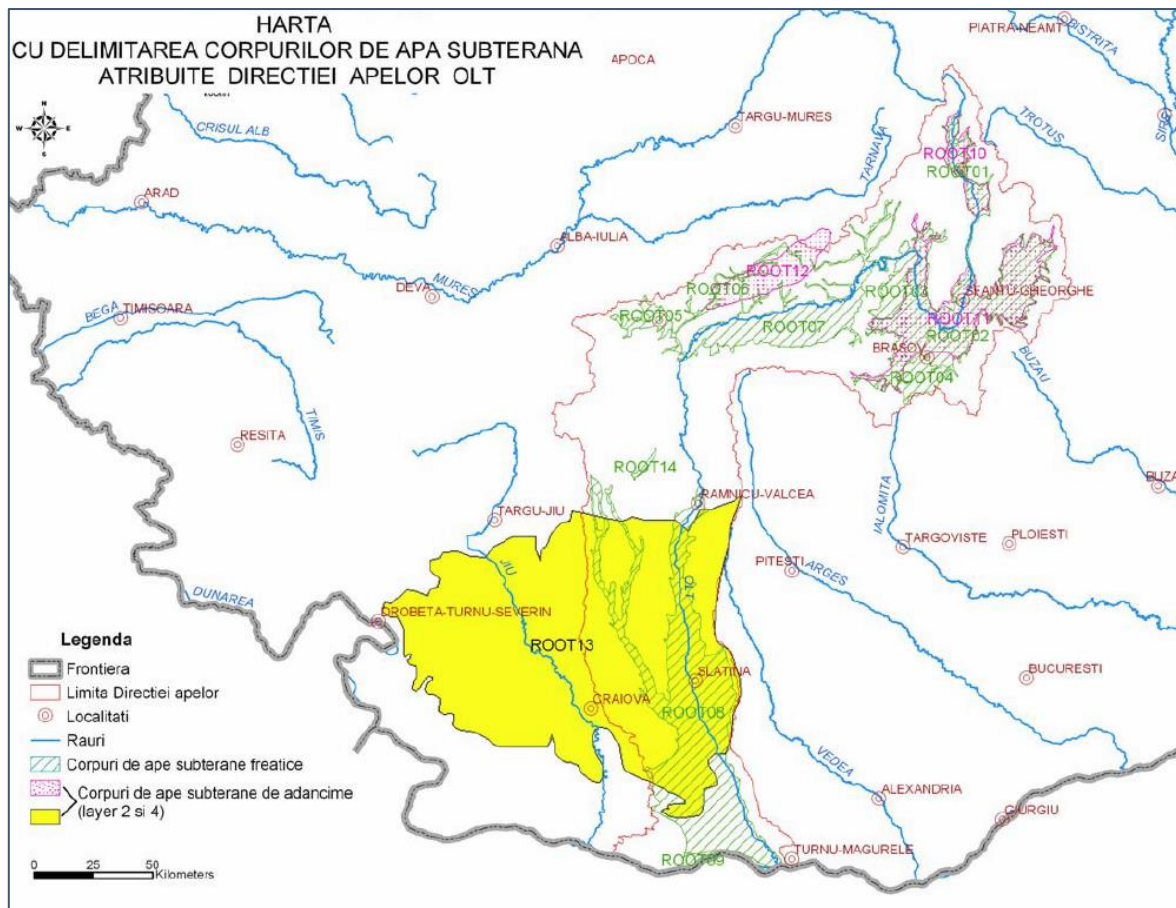 HARTA
CU DELIMITAREA CORPURILOR DE APA SUBTERANA
ATRIBUITE DIRECTIEI APELOR OLT
APOCA
PIATRA-NEAMT
BISTRITA
N
W E
S
CRISUL ALB
TARGU-MURES
TARNAVA
TROTUS
SIRET
ROOT10
ROOT01
ARAD
ALBA-IULIA
MURES
DEVA
BEGA
TIMISOARA
ROOT12
ROOT06
ROOT05
ROOT03
ROOT07
SFANTU-GHEORGHE
ROOT11
ROOT02
BRASOV
ROOT04
BUZAU
TIMIS
RESITA
ROOT14
RAMNICU-VALCEA
BUZA
IALOMITA
TARGU-JIU
TARGOVISTE
PLOIESTI
PITESTI
ARGES
JIU
OLT
DUNAREA
DROBETA-TURNU-SEVERIN
ROOT13
BUCURESTI
SLATINA
CRAIOVA
ROOT08
VEDEA
ALEXANDRIA
GIURGIU
TURNU-MAGURELE
ROOT09
Legenda
Frontiera
Limita Directiei apelor
Localitati
Rauri
Corpuri de ape subterane freatice
Corpuri de ape subterane de adancime
(layer 2 si 4)
0 25 50
Kilometers